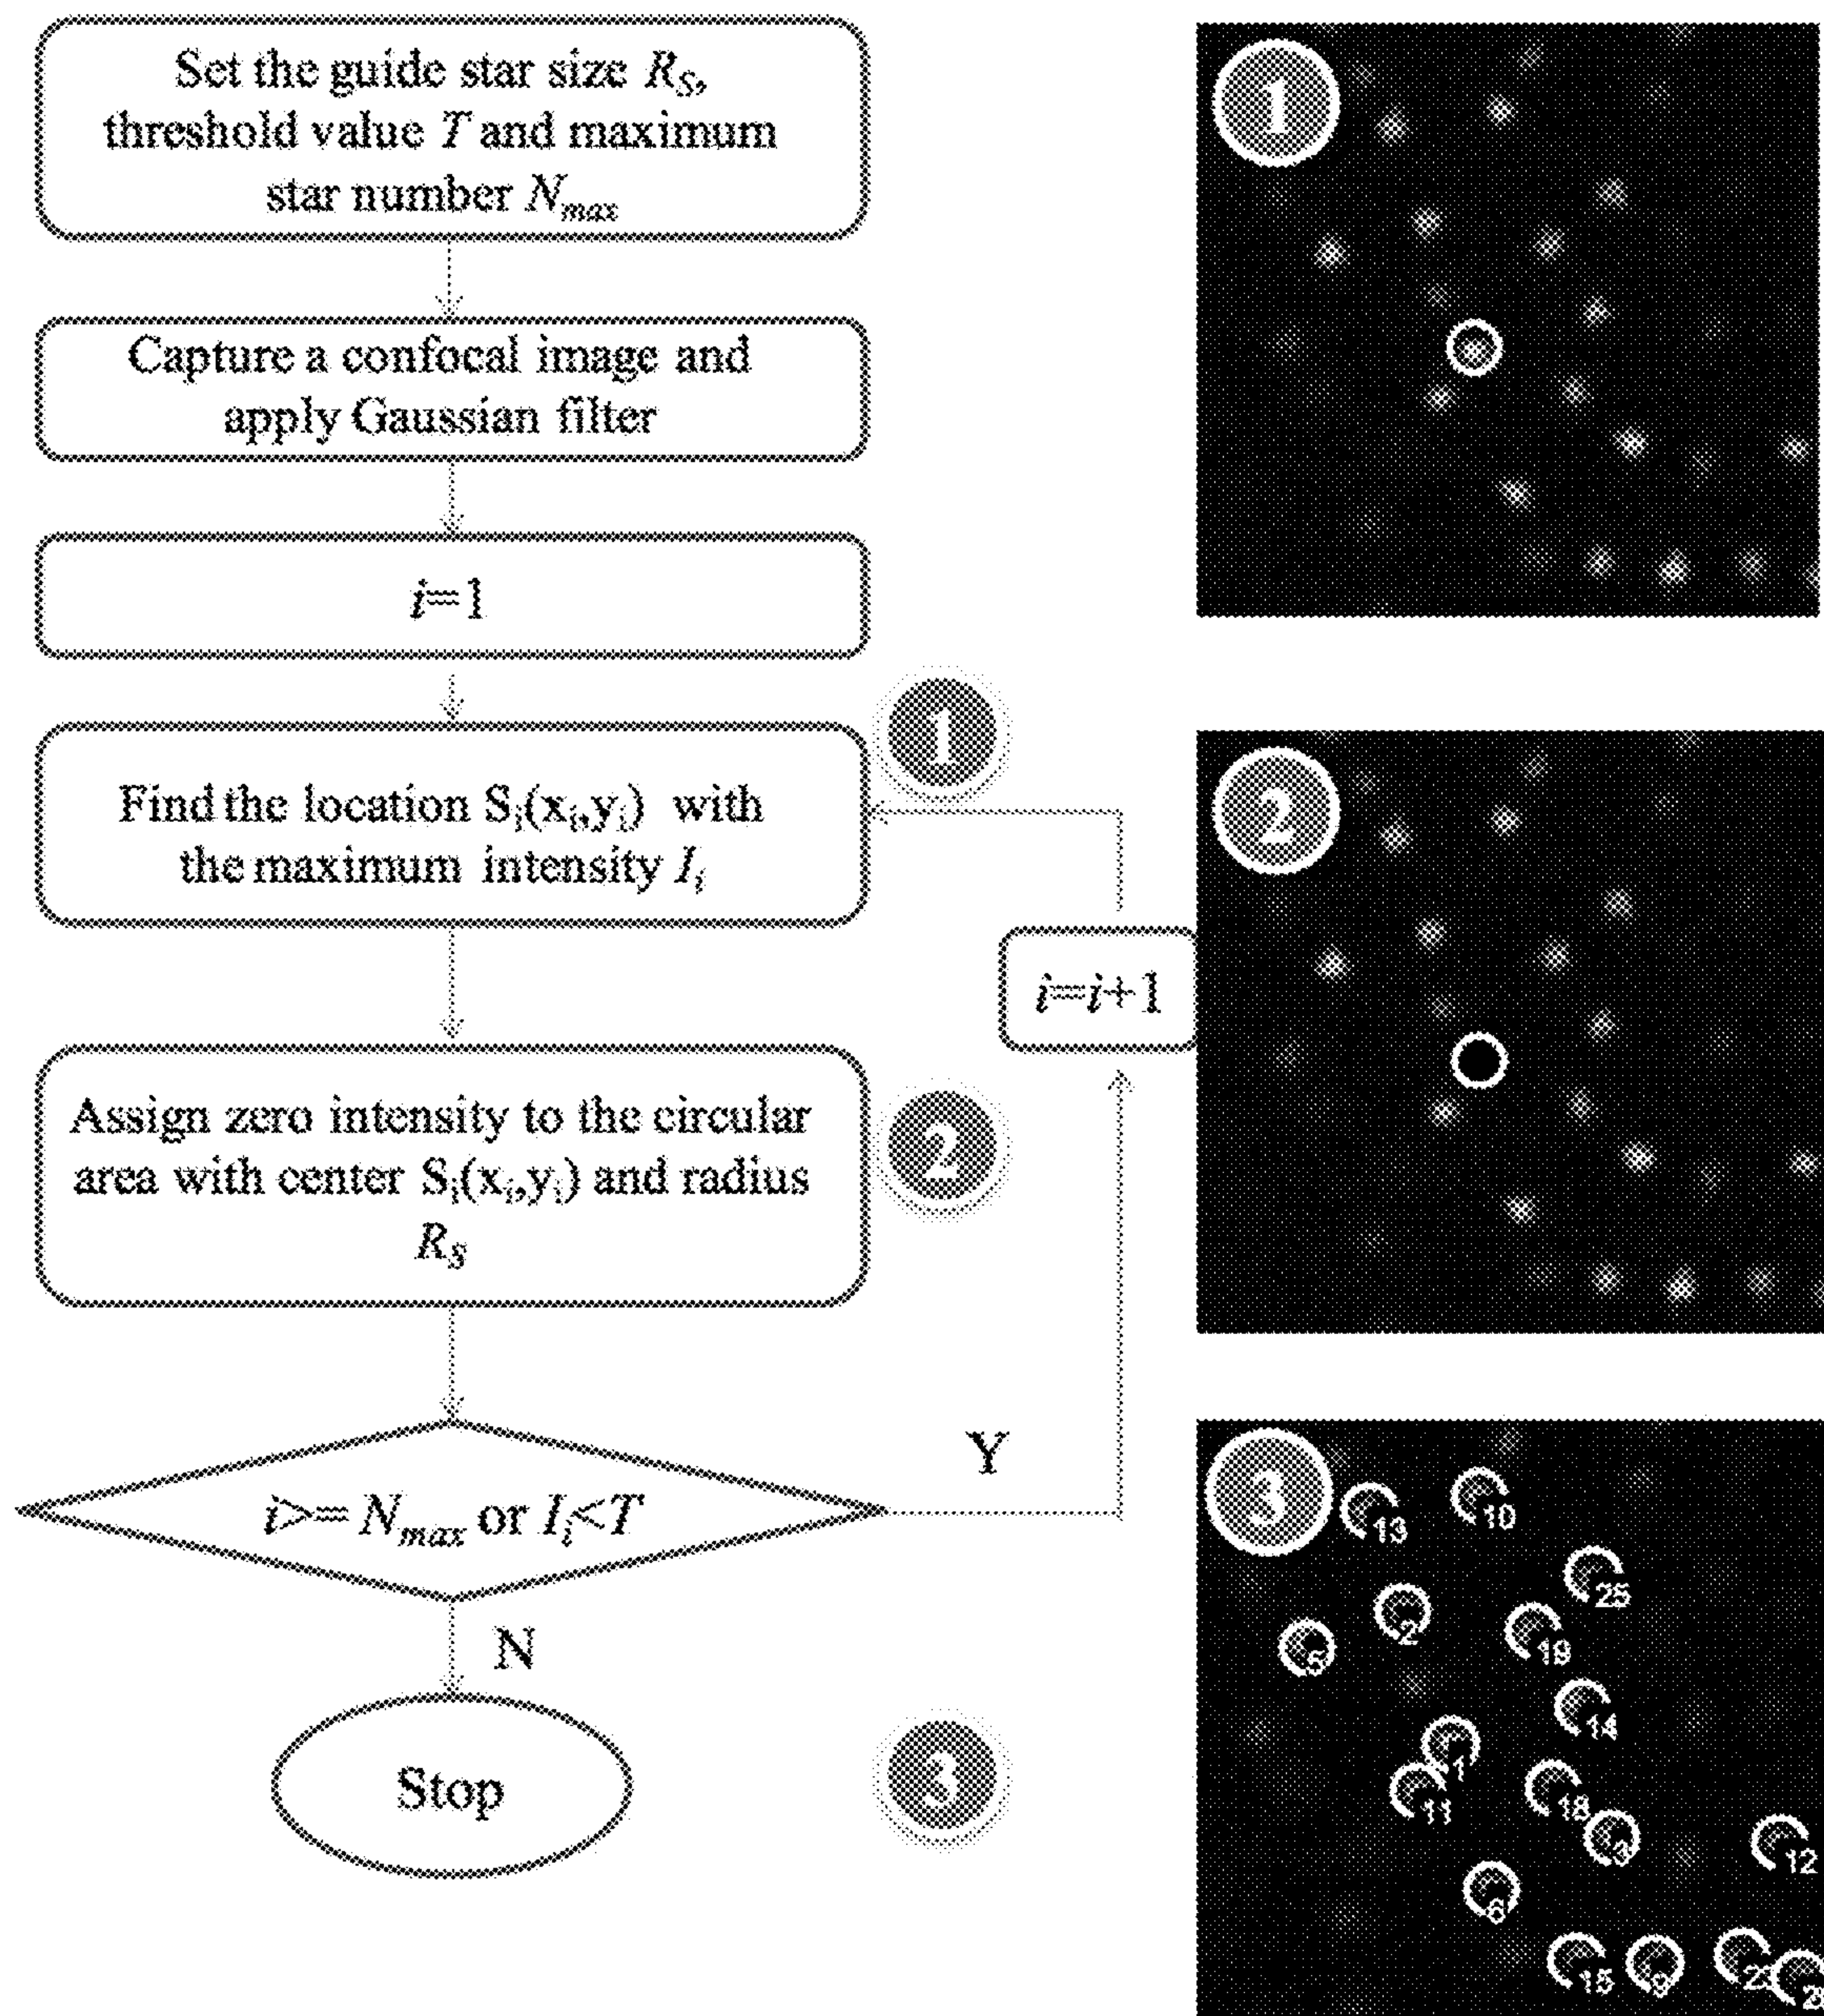 Set the guide star size R_S,
threshold value T and maximum
star number N_max
Capture a confocal image and
apply Gaussian filter
i=1
1
Find the location S_i(x_i,y_i) with
the maximum intensity I_i
i=i+1
Assign zero intensity to the circular
area with center S_i(x_i,y_i) and radius
R_S
2
i>= N_max or I_i<T
Y
N
Stop
3
1
2
3
13
10
25
2
19
5
14
1
11
18
3
12
6
15
9